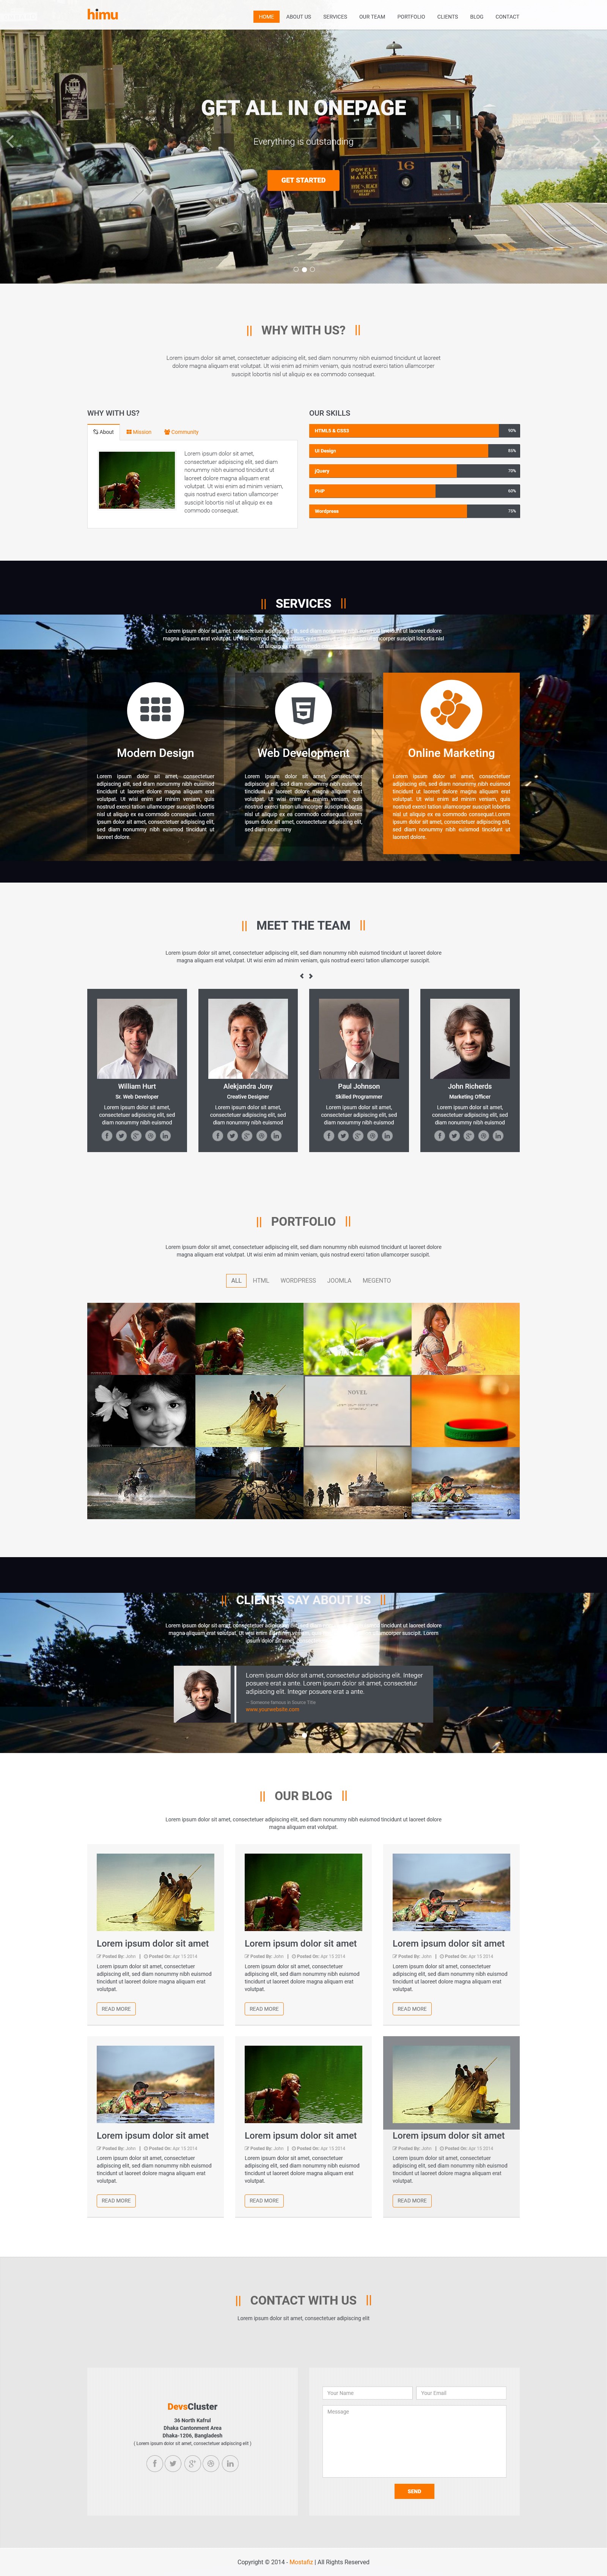 himu
HOME ABOUT US SERVICES OUR TEAM PORTFOLIO CLIENTS BLOG CONTACT
GET ALL IN ONEPAGE
Everything is outstanding
POWELL MARKET
16
HYDE BEACH
GET STARTED
WHY WITH US?
Lorem ipsum dolor sit amet, consectetuer adipiscing elit, sed diam nonummy nibh euismod tincidunt ut laoreet
dolore magna aliquam erat volutpat. Ut wisi enim ad minim veniam, quis nostrud exerci tation ullamcorper
suscipit lobortis nisl ut aliquip ex ea commodo consequat.
WHY WITH US?
About Mission Community
Lorem ipsum dolor sit amet,
consectetuer adipiscing elit, sed diam
nonummy nibh euismod tincidunt ut
laoreet dolore magna aliquam erat
volutpat. Ut wisi enim ad minim veniam,
quis nostrud exerci tation ullamcorper
suscipit lobortis nisl ut aliquip ex ea
commodo consequat.
OUR SKILLS
HTML5 & CSS3 90%
UI Design 85%
jQuery 70%
PHP 60%
Wordpress 75%
SERVICES
Lorem ipsum dolor sit amet, consectetuer adipiscing elit, sed diam nonummy nibh euismod tincidunt ut laoreet dolore
magna aliquam erat volutpat. Ut wisi enim ad minim veniam, quis nostrud exerci tation ullamcorper suscipit lobortis nisl
ut aliquip
Modern Design
Lorem ipsum dolor sit amet, consectetuer
adipiscing elit, sed diam nonummy nibh euismod
tincidunt ut laoreet dolore magna aliquam erat
volutpat. Ut wisi enim ad minim veniam, quis
nostrud exerci tation ullamcorper suscipit lobortis
nisl ut aliquip ex ea commodo consequat. Lorem
ipsum dolor sit amet, consectetuer adipiscing elit,
sed diam nonummy nibh euismod tincidunt ut
laoreet dolore.
Web Development
Lorem ipsum dolor sit amet, consectetuer
adipiscing elit, sed diam nonummy nibh euismod
tincidunt ut laoreet dolore magna aliquam erat
volutpat. Ut wisi enim ad minim veniam, quis
nostrud exerci tation ullamcorper suscipit lobortis
nisl ut aliquip ex ea commodo consequat.Lorem
ipsum dolor sit amet, consectetuer adipiscing elit,
sed diam nonummy
Online Marketing
Lorem ipsum dolor sit amet, consectetuer
adipiscing elit, sed diam nonummy nibh euismod
tincidunt ut laoreet dolore magna aliquam erat
volutpat. Ut wisi enim ad minim veniam, quis
nostrud exerci tation ullamcorper suscipit lobortis
nisl ut aliquip ex ea commodo consequat. Lorem
ipsum dolor sit amet, consectetuer adipiscing elit,
sed diam nonummy nibh euismod tincidunt ut
laoreet dolore.
MEET THE TEAM
Lorem ipsum dolor sit amet, consectetuer adipiscing elit, sed diam nonummy nibh euismod tincidunt ut laoreet dolore
magna aliquam erat volutpat. Ut wisi enim ad minim veniam, quis nostrud exerci tation ullamcorper suscipit.
William Hurt
Sr. Web Developer
Lorem ipsum dolor sit amet,
consectetuer adipiscing elit, sed
diam nonummy nibh euismod
Alekjandra Jony
Creative Designer
Lorem ipsum dolor sit amet,
consectetuer adipiscing elit, sed
diam nonummy nibh euismod
Paul Johnson
Skilled Programmer
Lorem ipsum dolor sit amet,
consectetuer adipiscing elit, sed
diam nonummy nibh euismod
John Richerds
Marketing Officer
Lorem ipsum dolor sit amet,
consectetuer adipiscing elit, sed
diam nonummy nibh euismod
PORTFOLIO
Lorem ipsum dolor sit amet, consectetuer adipiscing elit, sed diam nonummy nibh euismod tincidunt ut laoreet dolore
magna aliquam erat volutpat. Ut wisi enim ad minim veniam, quis nostrud exerci tation ullamcorper suscipit.
ALL HTML WORDPRESS JOOMLA MEGENTO
NOVEL
CLIENTS SAY ABOUT US
Lorem ipsum dolor sit amet, consectetuer adipiscing elit, sed diam nonummy nibh euismod tincidunt ut laoreet dolore
magna aliquam erat volutpat. Ut wisi enim ad minim veniam, quis nostrud exerci tation ullamcorper suscipit. Lorem
ipsum dolor sit amet,
Lorem ipsum dolor sit amet, consectetur adipiscing elit. Integer
posuere erat a ante. Lorem ipsum dolor sit amet, consectetur
adipiscing elit. Integer posuere erat a ante.
— Someone famous in Source Title
www.yourwebsite.com
OUR BLOG
Lorem ipsum dolor sit amet, consectetuer adipiscing elit, sed diam nonummy nibh euismod tincidunt ut laoreet dolore
magna aliquam erat volutpat.
Lorem ipsum dolor sit amet
Posted By: John | Posted On: Apr 15 2014
Lorem ipsum dolor sit amet, consectetuer
adipiscing elit, sed diam nonummy nibh euismod
tincidunt ut laoreet dolore magna aliquam erat
volutpat.
READ MORE
Lorem ipsum dolor sit amet
Posted By: John | Posted On: Apr 15 2014
Lorem ipsum dolor sit amet, consectetuer
adipiscing elit, sed diam nonummy nibh euismod
tincidunt ut laoreet dolore magna aliquam erat
volutpat.
READ MORE
Lorem ipsum dolor sit amet
Posted By: John | Posted On: Apr 15 2014
Lorem ipsum dolor sit amet, consectetuer
adipiscing elit, sed diam nonummy nibh euismod
tincidunt ut laoreet dolore magna aliquam erat
volutpat.
READ MORE
Lorem ipsum dolor sit amet
Posted By: John | Posted On: Apr 15 2014
Lorem ipsum dolor sit amet, consectetuer
adipiscing elit, sed diam nonummy nibh euismod
tincidunt ut laoreet dolore magna aliquam erat
volutpat.
READ MORE
Lorem ipsum dolor sit amet
Posted By: John | Posted On: Apr 15 2014
Lorem ipsum dolor sit amet, consectetuer
adipiscing elit, sed diam nonummy nibh euismod
tincidunt ut laoreet dolore magna aliquam erat
volutpat.
READ MORE
Lorem ipsum dolor sit amet
Posted By: John | Posted On: Apr 15 2014
Lorem ipsum dolor sit amet, consectetuer
adipiscing elit, sed diam nonummy nibh euismod
tincidunt ut laoreet dolore magna aliquam erat
volutpat.
READ MORE
CONTACT WITH US
Lorem ipsum dolor sit amet, consectetuer adipiscing elit
DevsCluster
36 North Kafrul
Dhaka Cantonment Area
Dhaka-1206, Bangladesh
( Lorem ipsum dolor sit amet, consectetuer adipiscing elit )
Your Name Your Email
Message
SEND
Copyright © 2014 - Mostafiz | All Rights Reserved